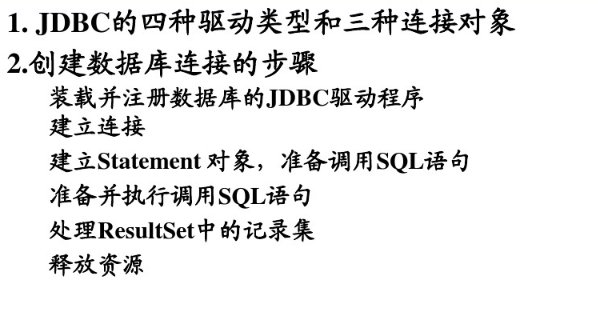 1. JDBC的四种驱动类型和三种连接对象
2.创建数据库连接的步骤
装载并注册数据库的JDBC驱动程序
建立连接
建立Statement 对象，准备调用SQL语句
准备并执行调用SQL语句
处理ResultSet中的记录集
释放资源